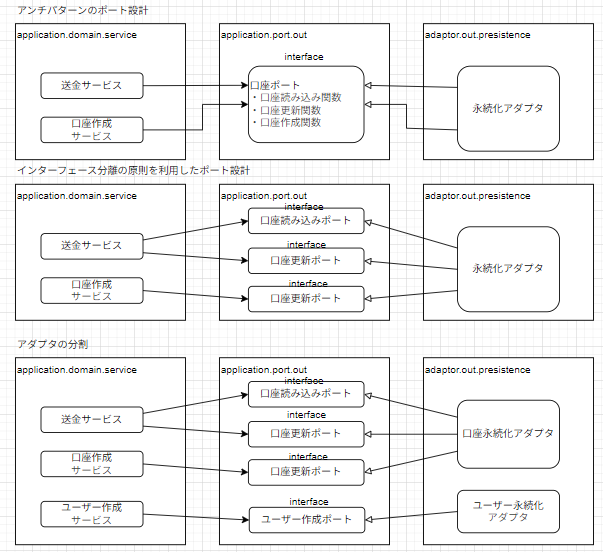 アンチパターンのポート設計
application.domain.service
application.port.out
adaptor.out.presistence
interface
送金サービス
口座作成
サービス
口座ポート
・口座読み込み関数
・口座更新関数
・口座作成関数
永続化アダプタ
インターフェース分離の原則を利用したポート設計
application.domain.service
application.port.out
adaptor.out.presistence
interface
口座読み込みポート
送金サービス
interface
口座更新ポート
口座作成
サービス
interface
口座更新ポート
永続化アダプタ
アダプタの分割
application.domain.service
application.port.out
adaptor.out.presistence
interface
口座読み込みポート
送金サービス
interface
口座更新ポート
口座作成
サービス
interface
口座更新ポート
口座永続化アダプタ
ユーザー作成
サービス
interface
ユーザー作成ポート
ユーザー永続化
アダプタ